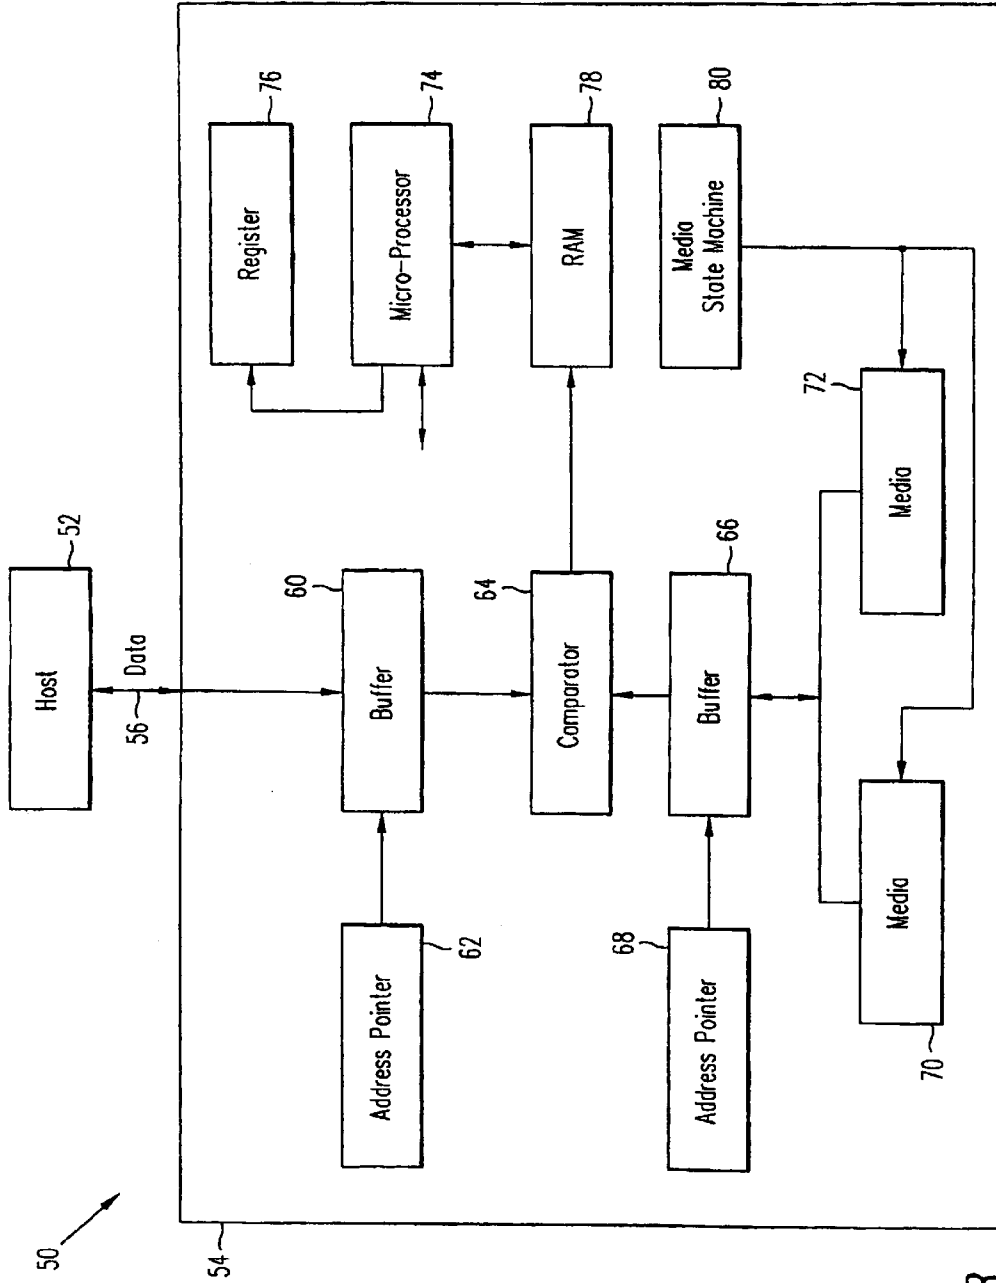 50
54
Host
52
56
Data
Register
76
Buffer
60
Address Pointer
62
Micro-Processor
74
Comparator
64
RAM
78
Buffer
66
Address Pointer
68
Media
State Machine
80
Media
70
Media
72